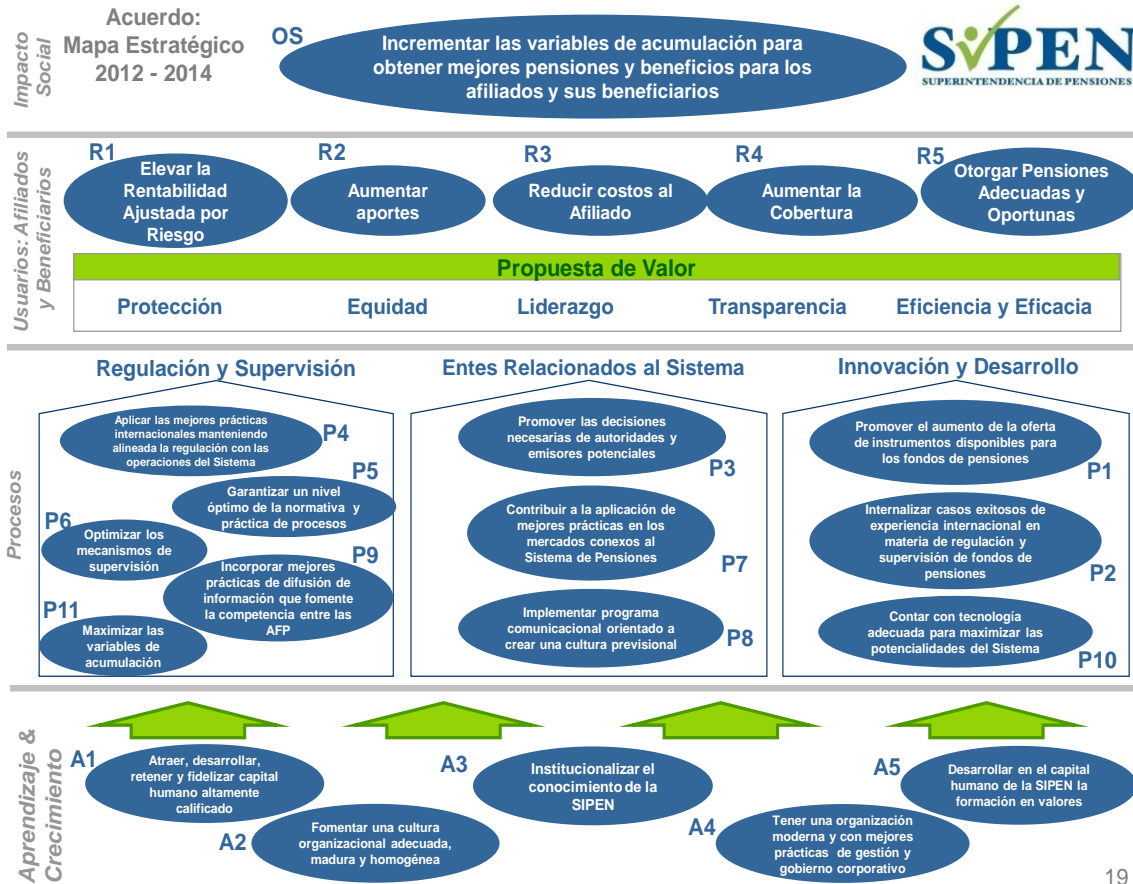 Acuerdo:
Mapa Estratégico
2012 - 2014
Impacto
Social
OS
Incrementar las variables de acumulación para
obtener mejores pensiones y beneficios para los
afiliados y sus beneficiarios
SIPEN
SUPERINTENDENCIA DE PENSIONES
Usuarios: Afiliados
y Beneficiarios
R1
Elevar la
Rentabilidad
Ajustada por
Riesgo
R2
Aumentar
aportes
R3
Reducir costos al
Afiliado
R4
Aumentar la
Cobertura
R5
Otorgar Pensiones
Adecuadas y
Oportunas
Propuesta de Valor
Protección
Equidad
Liderazgo
Transparencia
Eficiencia y Eficacia
Procesos
Regulación y Supervisión
Aplicar las mejores prácticas
internacionales manteniendo
alineada la regulación con las
operaciones del Sistema
P4
P5
Garantizar un nivel
óptimo de la normativa y
práctica de procesos
P6
Optimizar los
mecanismos de
supervisión
P9
Incorporar mejores
prácticas de difusión de
información que fomente
la competencia entre las
AFP
P11
Maximizar las
variables de
acumulación
Entes Relacionados al Sistema
Promover las decisiones
necesarias de autoridades y
emisores potenciales
P3
Contribuir a la aplicación de
mejores prácticas en los
mercados conexos al
Sistema de Pensiones
P7
Implementar programa
comunicacional orientado a
crear una cultura previsional
P8
Innovación y Desarrollo
Promover el aumento de la oferta
de instrumentos disponibles para
los fondos de pensiones
P1
Internalizar casos exitosos de
experiencia internacional en
materia de regulación y
supervisión de fondos de
pensiones
P2
Contar con tecnología
adecuada para maximizar las
potencialidades del Sistema
P10
Aprendizaje &
Crecimiento
A1
Atraer, desarrollar,
retener y fidelizar capital
humano altamente
calificado
A2
Fomentar una cultura
organizacional adecuada,
madura y homogénea
A3
Institucionalizar el
conocimiento de la
SIPEN
A4
Tener una organización
moderna y con mejores
prácticas de gestión y
gobierno corporativo
A5
Desarrollar en el capital
humano de la SIPEN la
formación en valores
19